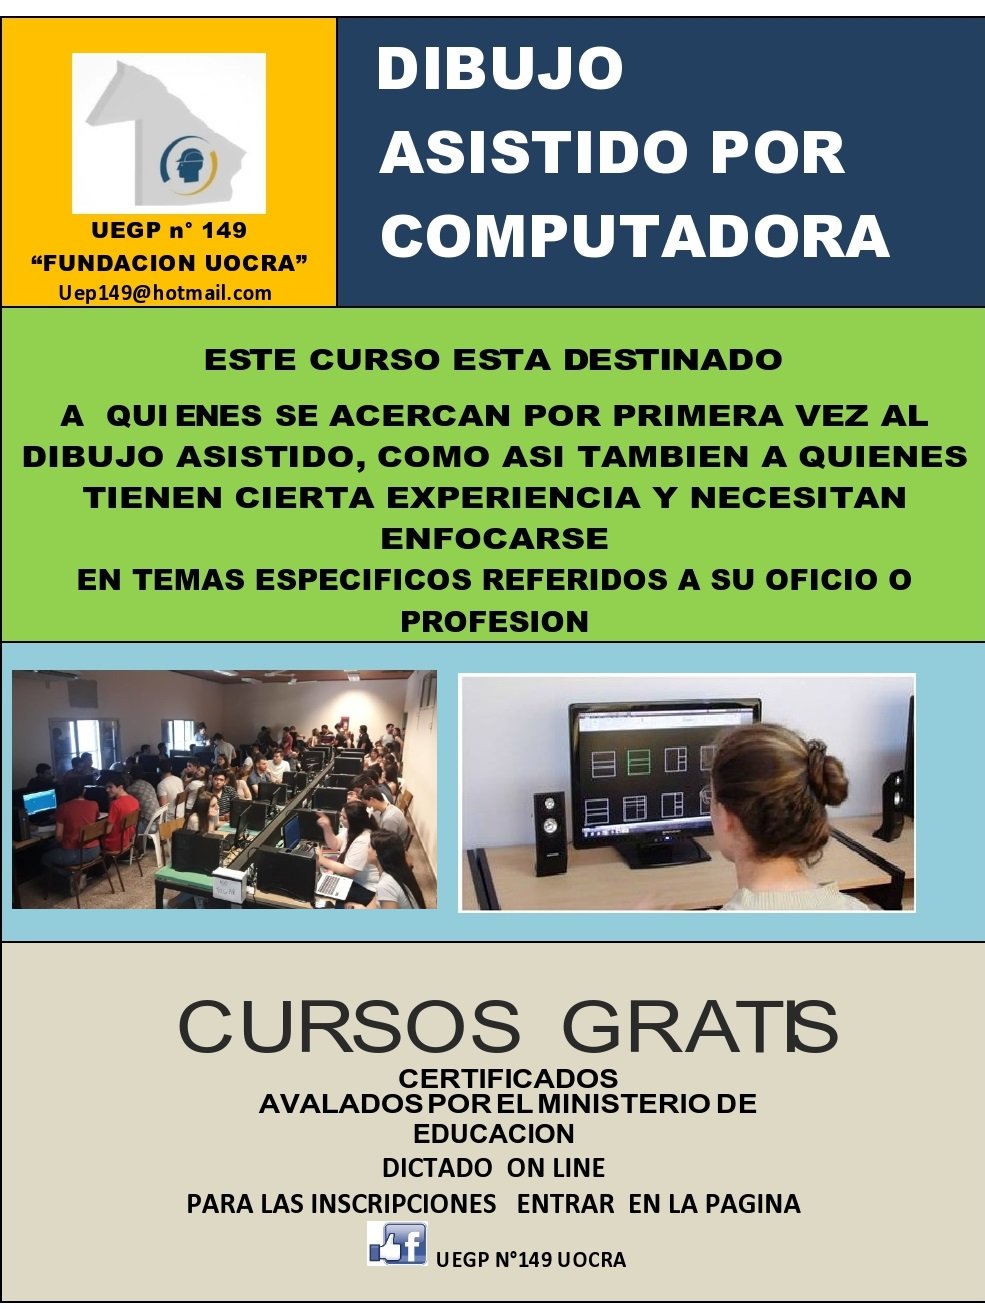 DIBUJO
ASISTIDO POR
COMPUTADORA
UEGP n° 149
“FUNDACION UOCRA”
Uep149@hotmail.com
ESTE CURSO ESTA DESTINADO
A QUIENES SE ACERCAN POR PRIMERA VEZ AL
DIBUJO ASISTIDO, COMO ASI TAMBIEN A QUIENES
TIENEN CIERTA EXPERIENCIA Y NECESITAN
ENFOCARSE
EN TEMAS ESPECIFICOS REFERIDOS A SU OFICIO O
PROFESION
CURSOS GRATIS
CERTIFICADOS
AVALADOS POR EL MINISTERIO DE
EDUCACION
DICTADO ON LINE
PARA LAS INSCRIPCIONES ENTRAR EN LA PAGINA
f UEGP N°149 UOCRA